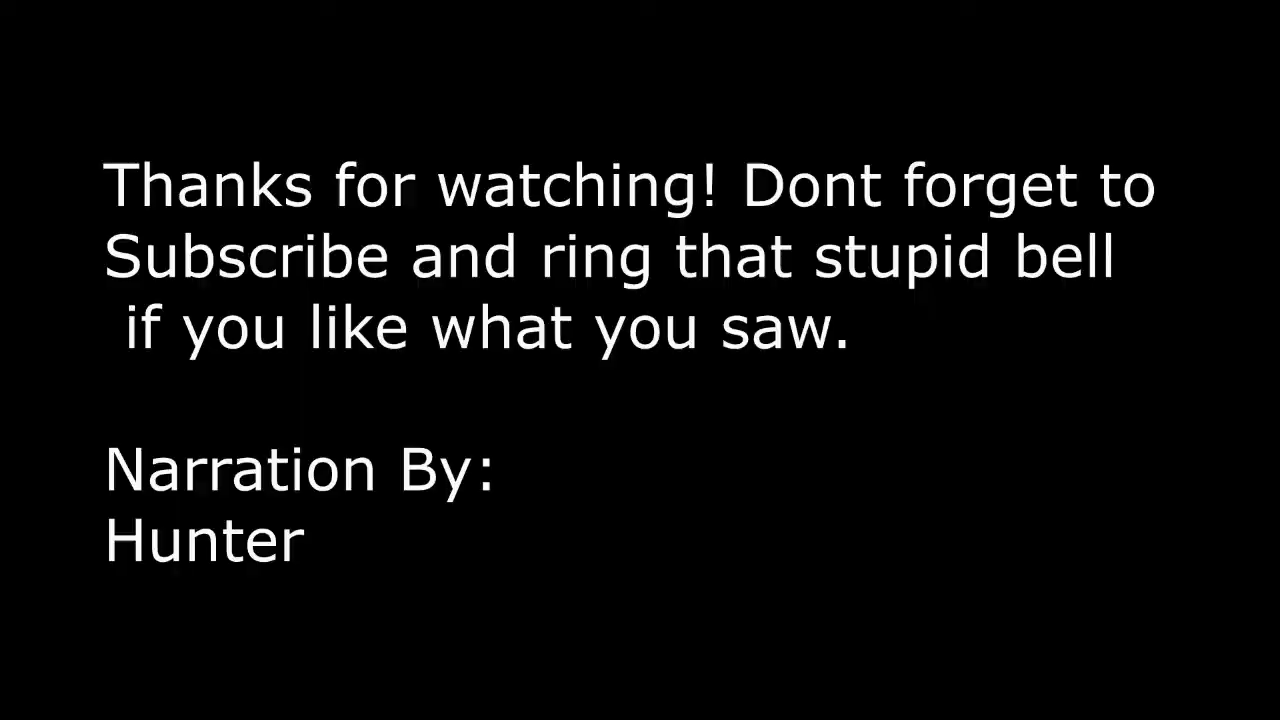 Thanks for watching! Dont forget to
Subscribe and ring that stupid bell
if you like what you saw.
Narration By:
Hunter